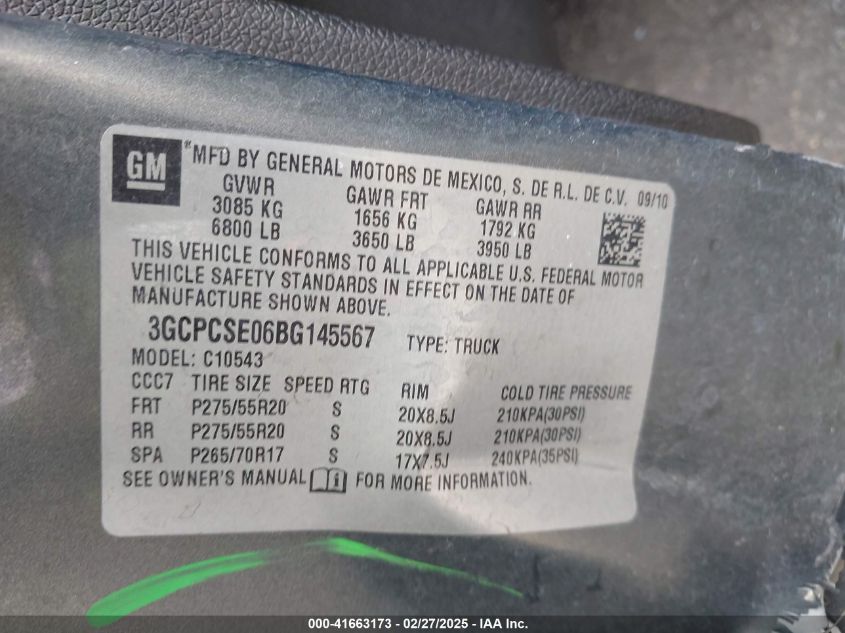 GM
*MFD BY GENERAL MOTORS DE MEXICO, S. DE R.L. DE C.V. 09/10
GVWR GAWR FRT GAWR RR
3085 KG 1656 KG 1792 KG
6800 LB 3650 LB 3950 LB
THIS VEHICLE CONFORMS TO ALL APPLICABLE U.S. FEDERAL MOTOR
VEHICLE SAFETY STANDARDS IN EFFECT ON THE DATE OF
MANUFACTURE SHOWN ABOVE.
3GCPCSE06BG145567 TYPE: TRUCK
MODEL: C10543
CCC7 TIRE SIZE SPEED RTG RIM COLD TIRE PRESSURE
FRT P275/55R20 S 20X8.5J 210KPA(30PSI)
RR P275/55R20 S 20X8.5J 210KPA(30PSI)
SPA P265/70R17 S 17X7.5J 240KPA(35PSI)
SEE OWNER'S MANUAL FOR MORE INFORMATION.
000-41663173 - 02/27/2025 - IAA Inc.